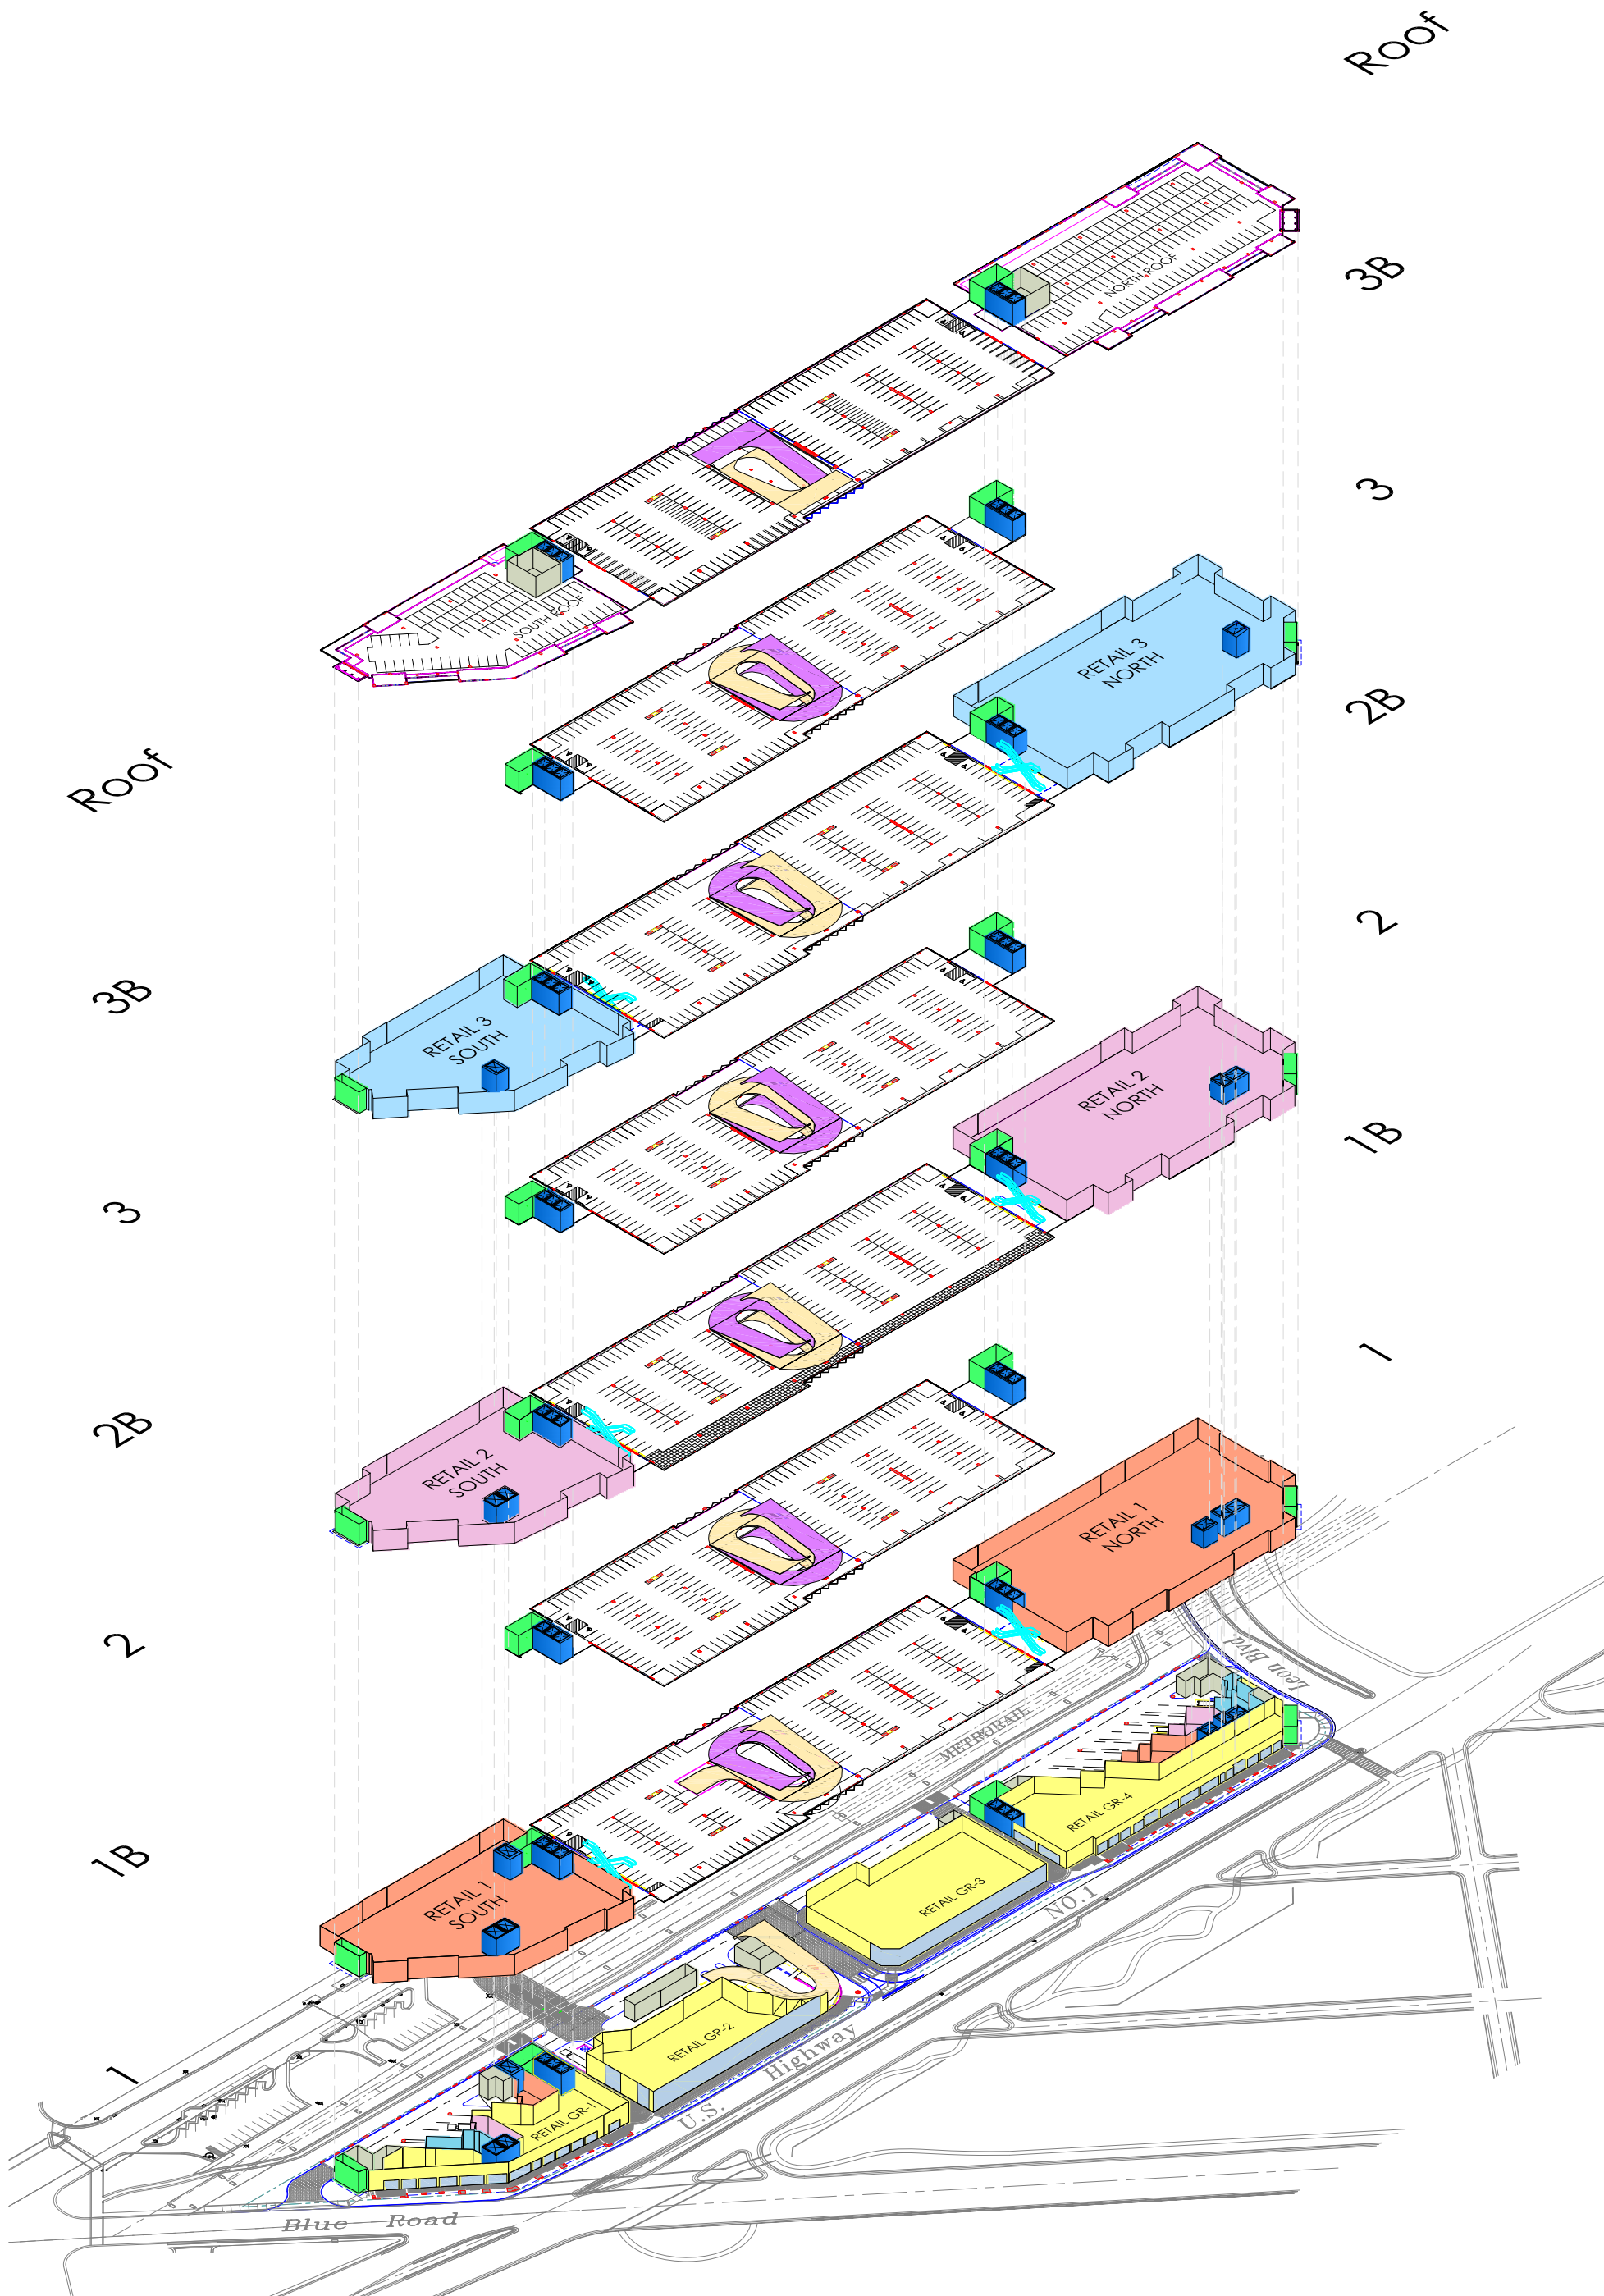 Roof
3B
NORTH ROOF
3
SOUTH ROOF
RETAIL 3
NORTH
2B
Roof
2
3B
RETAIL 3
SOUTH
RETAIL 2
NORTH
1B
3
1
2B
RETAIL 2
SOUTH
RETAIL 1
NORTH
2
Leon Blvd.
METRORAIL
RETAIL GR-4
1B
RETAIL 1
SOUTH
RETAIL GR-3
NO.1
RETAIL GR-2
U.S. Highway
1
RETAIL GR-1
Blue Road